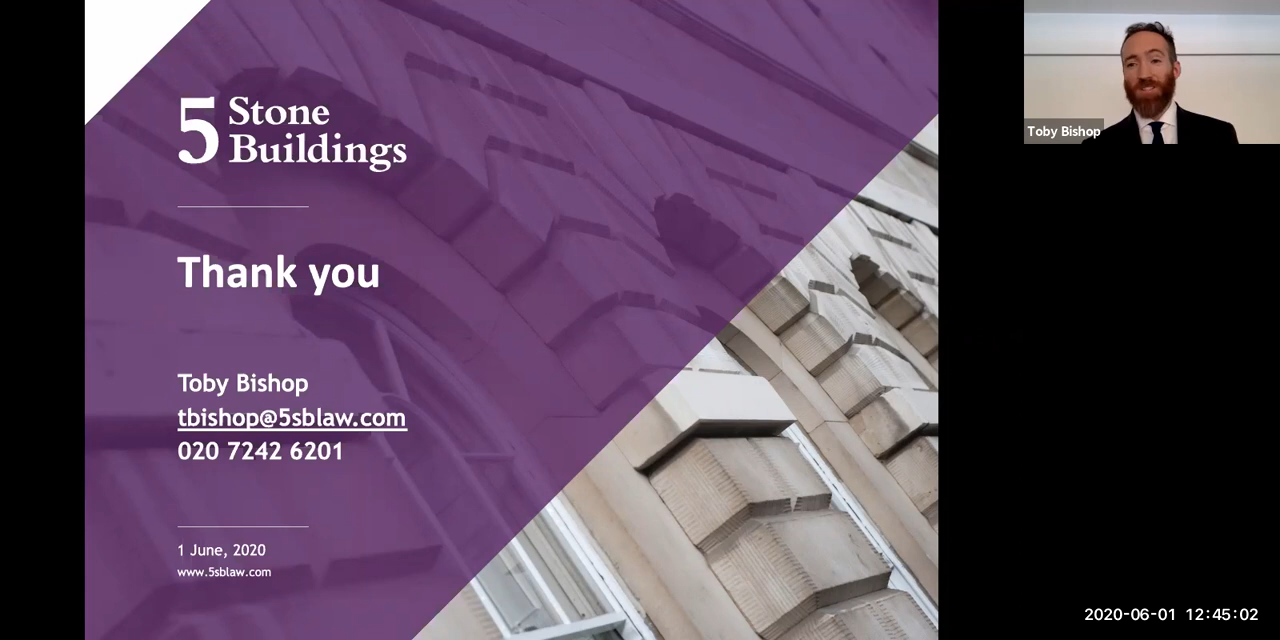 5 Stone
Buildings
Thank you
Toby Bishop
tbishop@5sblaw.com
020 7242 6201
1 June, 2020
www.5sblaw.com
Toby Bishop
2020-06-01 12:45:02